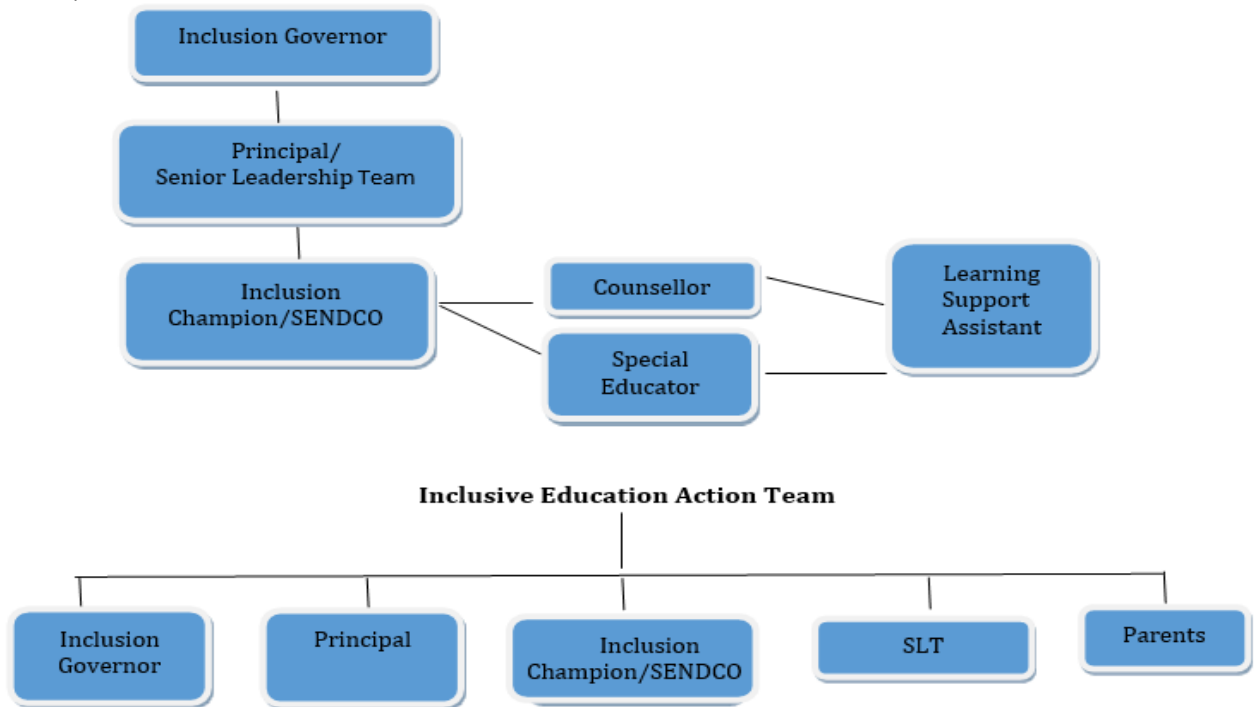 Inclusion Governor
Principal/
Senior Leadership Team
Inclusion
Champion/SENDCO
Counsellor
Special
Educator
Learning
Support
Assistant
Inclusive Education Action Team
Inclusion
Governor
Principal
Inclusion
Champion/SENDCO
SLT
Parents